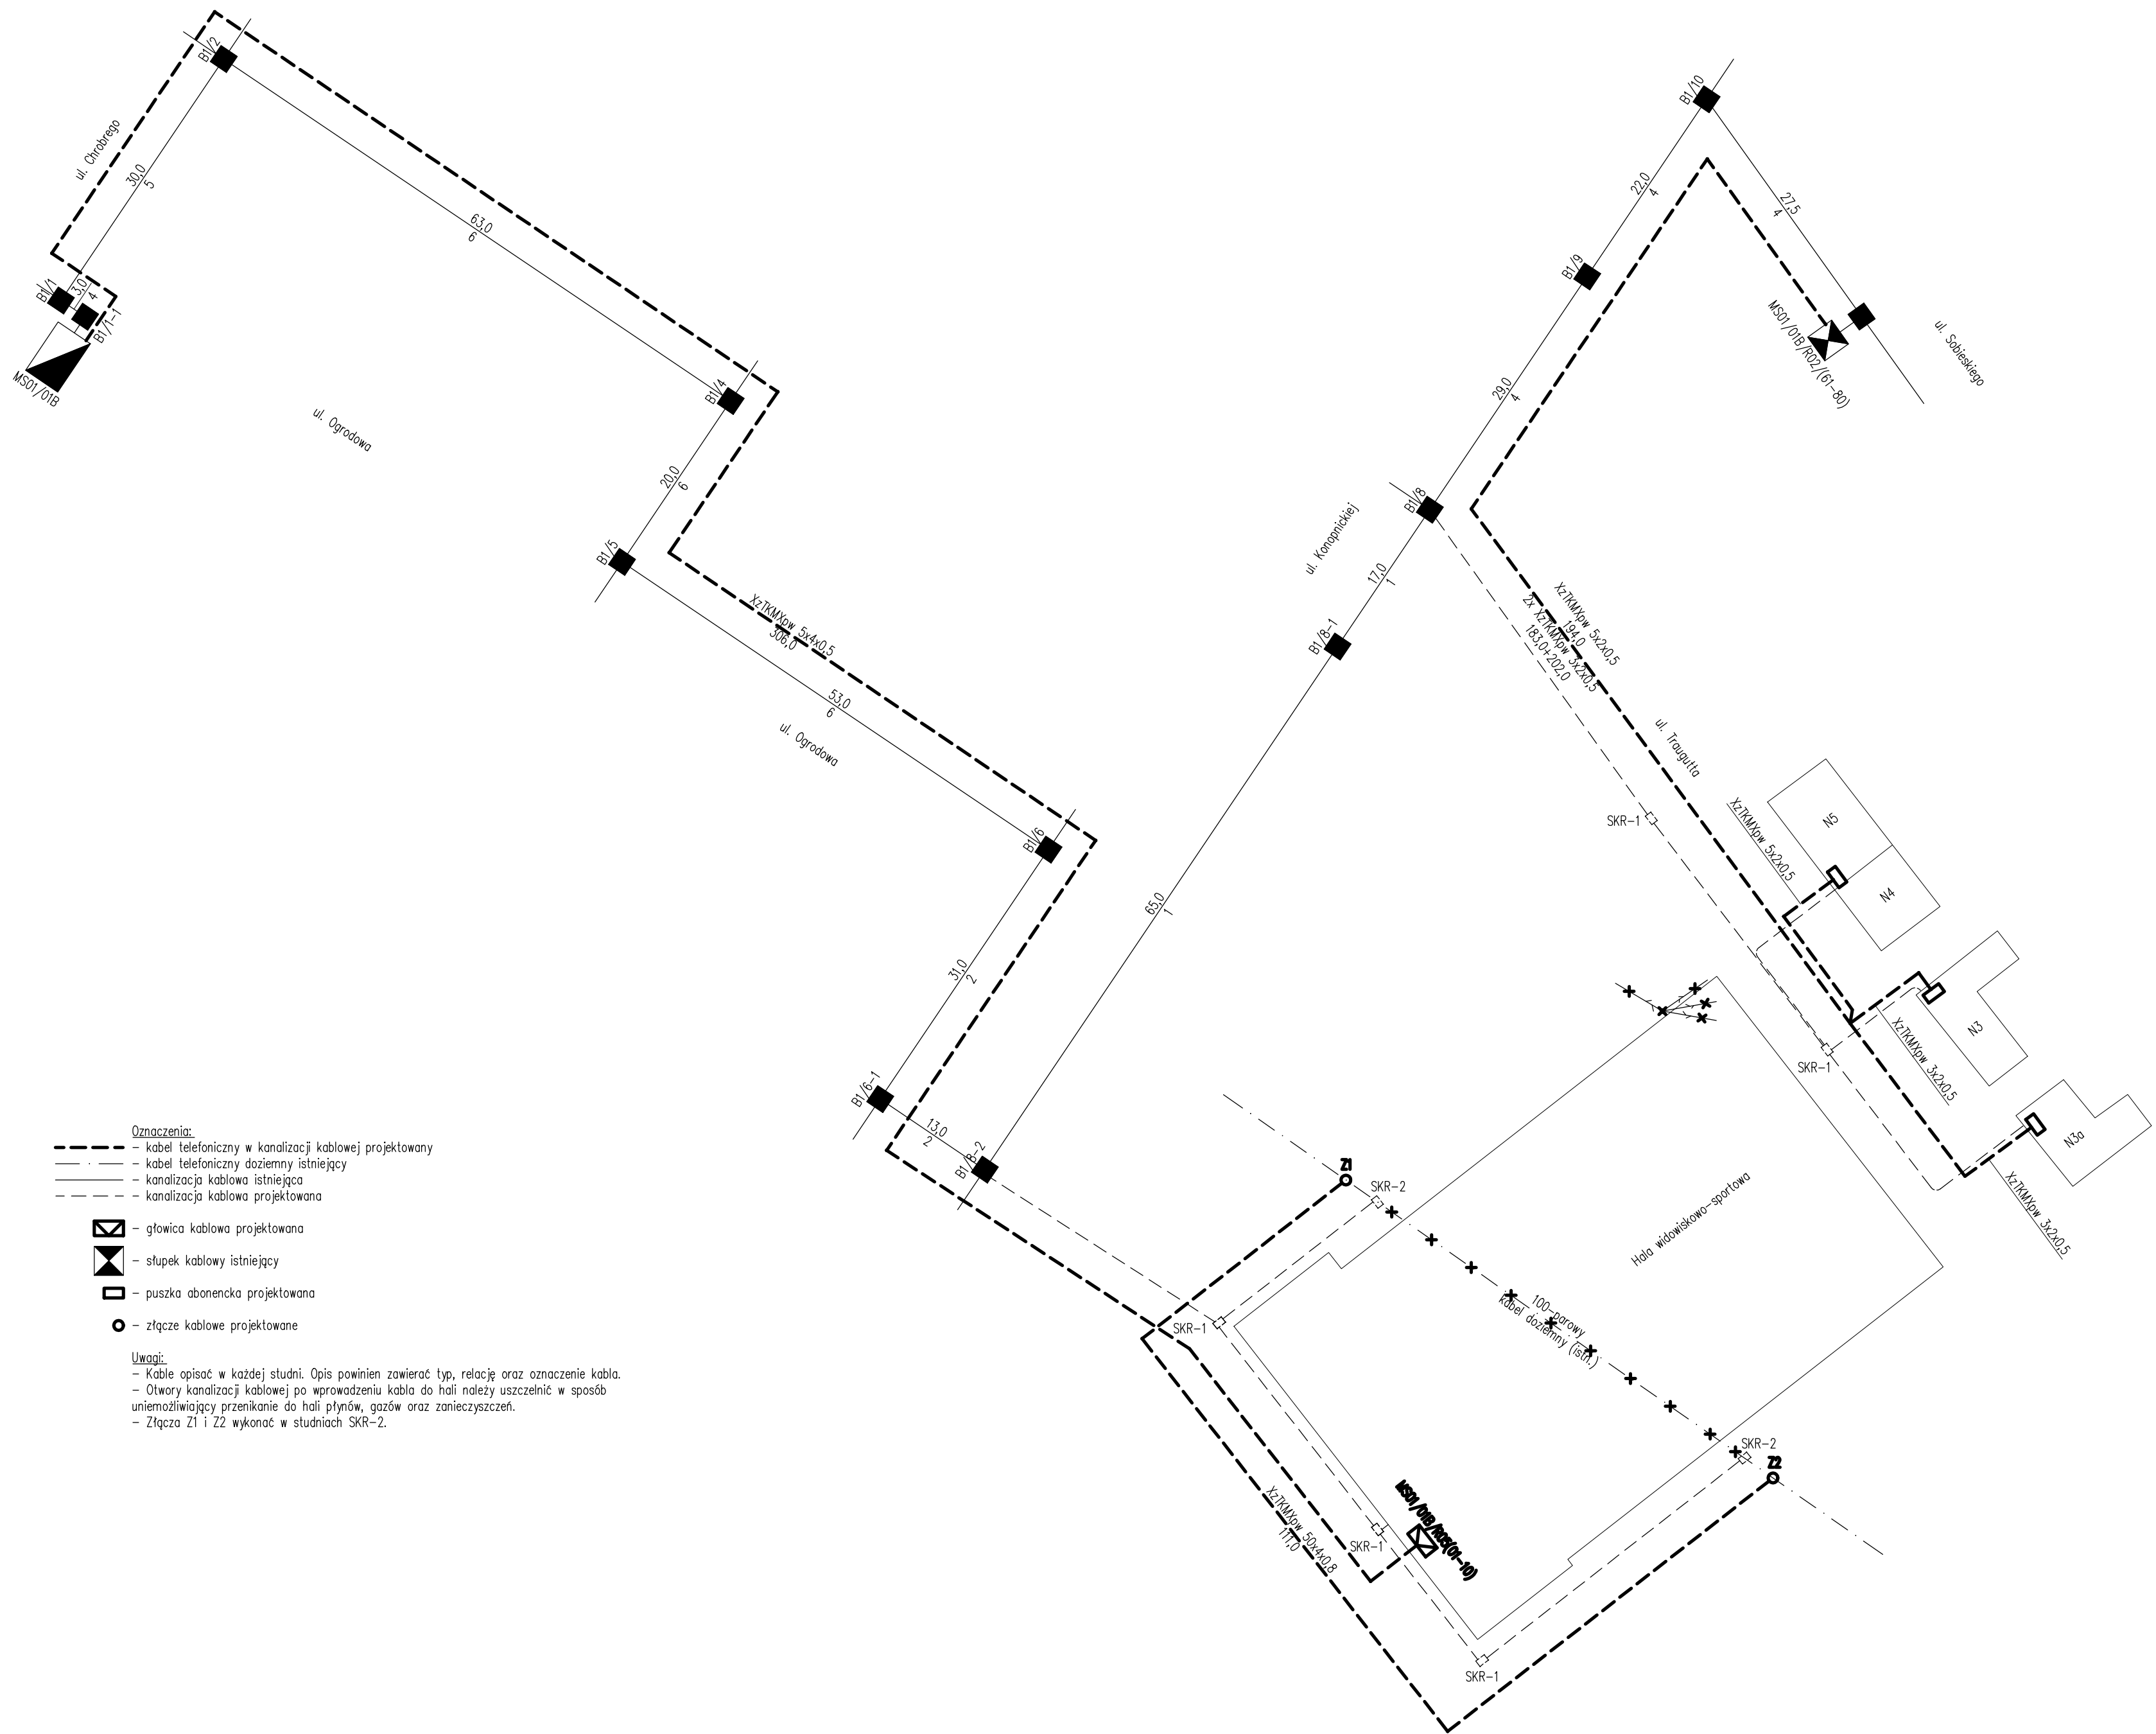 B1/2
ul. Chrobrego
30,0
5
63,0
6
B1/1
3,0
4
B1/1-1
MS01/01B
ul. Ogrodowa
B1/4
20,0
6
B1/5
XzTKMXpw 5x4x0,5
306,0
53,0
6
ul. Ogrodowa
B1/6
31,0
2
B1/6-1
13,0
2
B1/8-2
65,0
1
B1/8-1
17,0
1
ul. Konopnickiej
B1/8
29,0
4
B1/9
22,0
4
B1/10
27,5
4
MS01/01B/R02/(61-80)
ul. Sobieskiego
XzTKMXpw 5x2x0,5
194,0
2x XzTKMXpw 3x2x0,5
183,0+202,0
ul. Traugutta
SKR-1
XzTKMXpw 5x2x0,5
N5
N4
N3
SKR-1
XzTKMXpw 3x2x0,5
N3a
XzTKMXpw 3x2x0,5
Z1
SKR-2
Hala widowiskowo-sportowa
100-parowy
kabel doziemny (istn.)
SKR-1
SKR-2
Z2
MS01/01B/R03(01-10)
XzTKMXpw 50x4x0,8
111,0
SKR-1
SKR-1
Oznaczenia:
- kabel telefoniczny w kanalizacji kablowej projektowany
- kabel telefoniczny doziemny istniejący
- kanalizacja kablowa istniejąca
- kanalizacja kablowa projektowana
- głowica kablowa projektowana
- słupek kablowy istniejący
- puszka abonencka projektowana
- złącze kablowe projektowane
Uwagi:
- Kable opisać w każdej studni. Opis powinien zawierać typ, relację oraz oznaczenie kabla.
- Otwory kanalizacji kablowej po wprowadzeniu kabla do hali należy uszczelnić w sposób
uniemożliwiający przenikanie do hali płynów, gazów oraz zanieczyszczeń.
- Złącza Z1 i Z2 wykonać w studniach SKR-2.